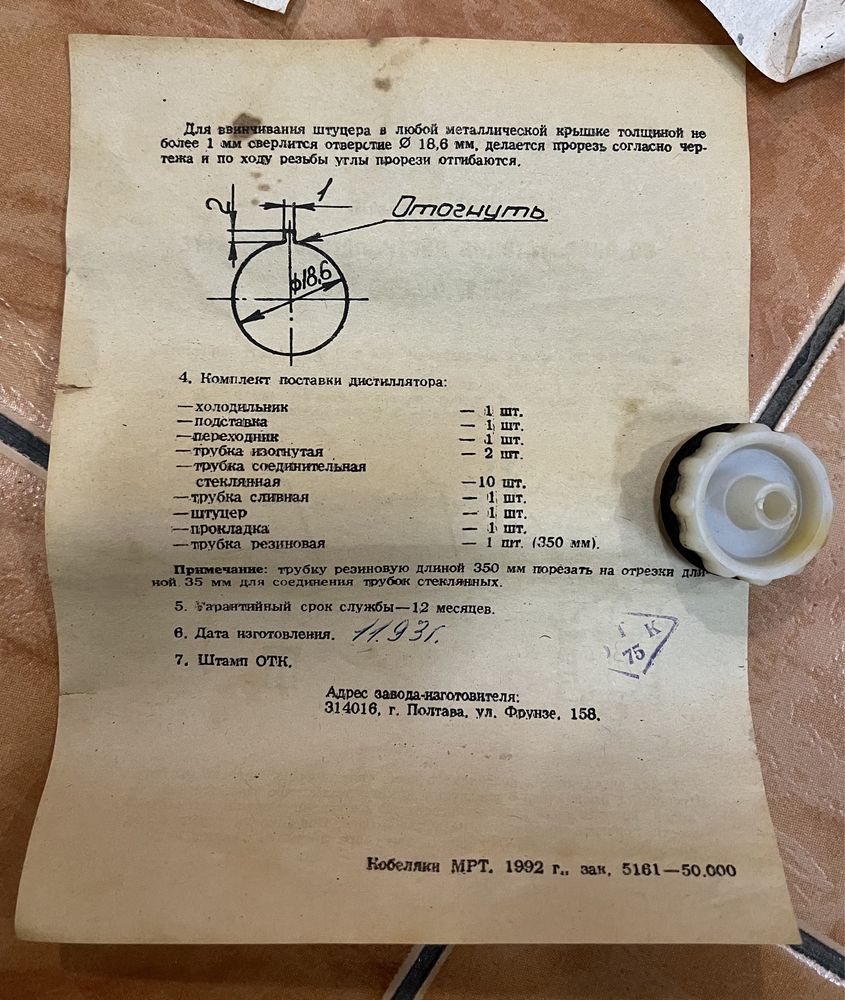 Для ввинчивания штуцера в любой металлической крышке толщиной не
более 1 мм сверлится отверстие Ø 18,6 мм, делается прорезь согласно чер-
тежа и по ходу резьбы углы прорези отгибаются.
2
1
Отогнуть
ф18,6
4. Комплект поставки дистиллятора:
—холодильник — 1 шт.
—подставка — 1 шт.
—переходник — 1 шт.
—трубка изогнутая — 2 шт.
—трубка соединительная
стеклянная —10 шт.
—трубка сливная — 1 шт.
—штуцер — 1 шт.
—прокладка — 1 шт.
—трубка резиновая — 1 шт. (350 мм).
Примечание: трубку резиновую длиной 350 мм порезать на отрезки дли-
ной 35 мм для соединения трубок стеклянных.
5. Гарантийный срок службы—12 месяцев.
6. Дата изготовления. 11.93г.
7. Штамп ОТК.
О Т К
75
Адрес завода-изготовителя:
314016, г. Полтава, ул. Фрунзе, 158.
Кобеляки МРТ. 1992 г., зак. 5161—50.000